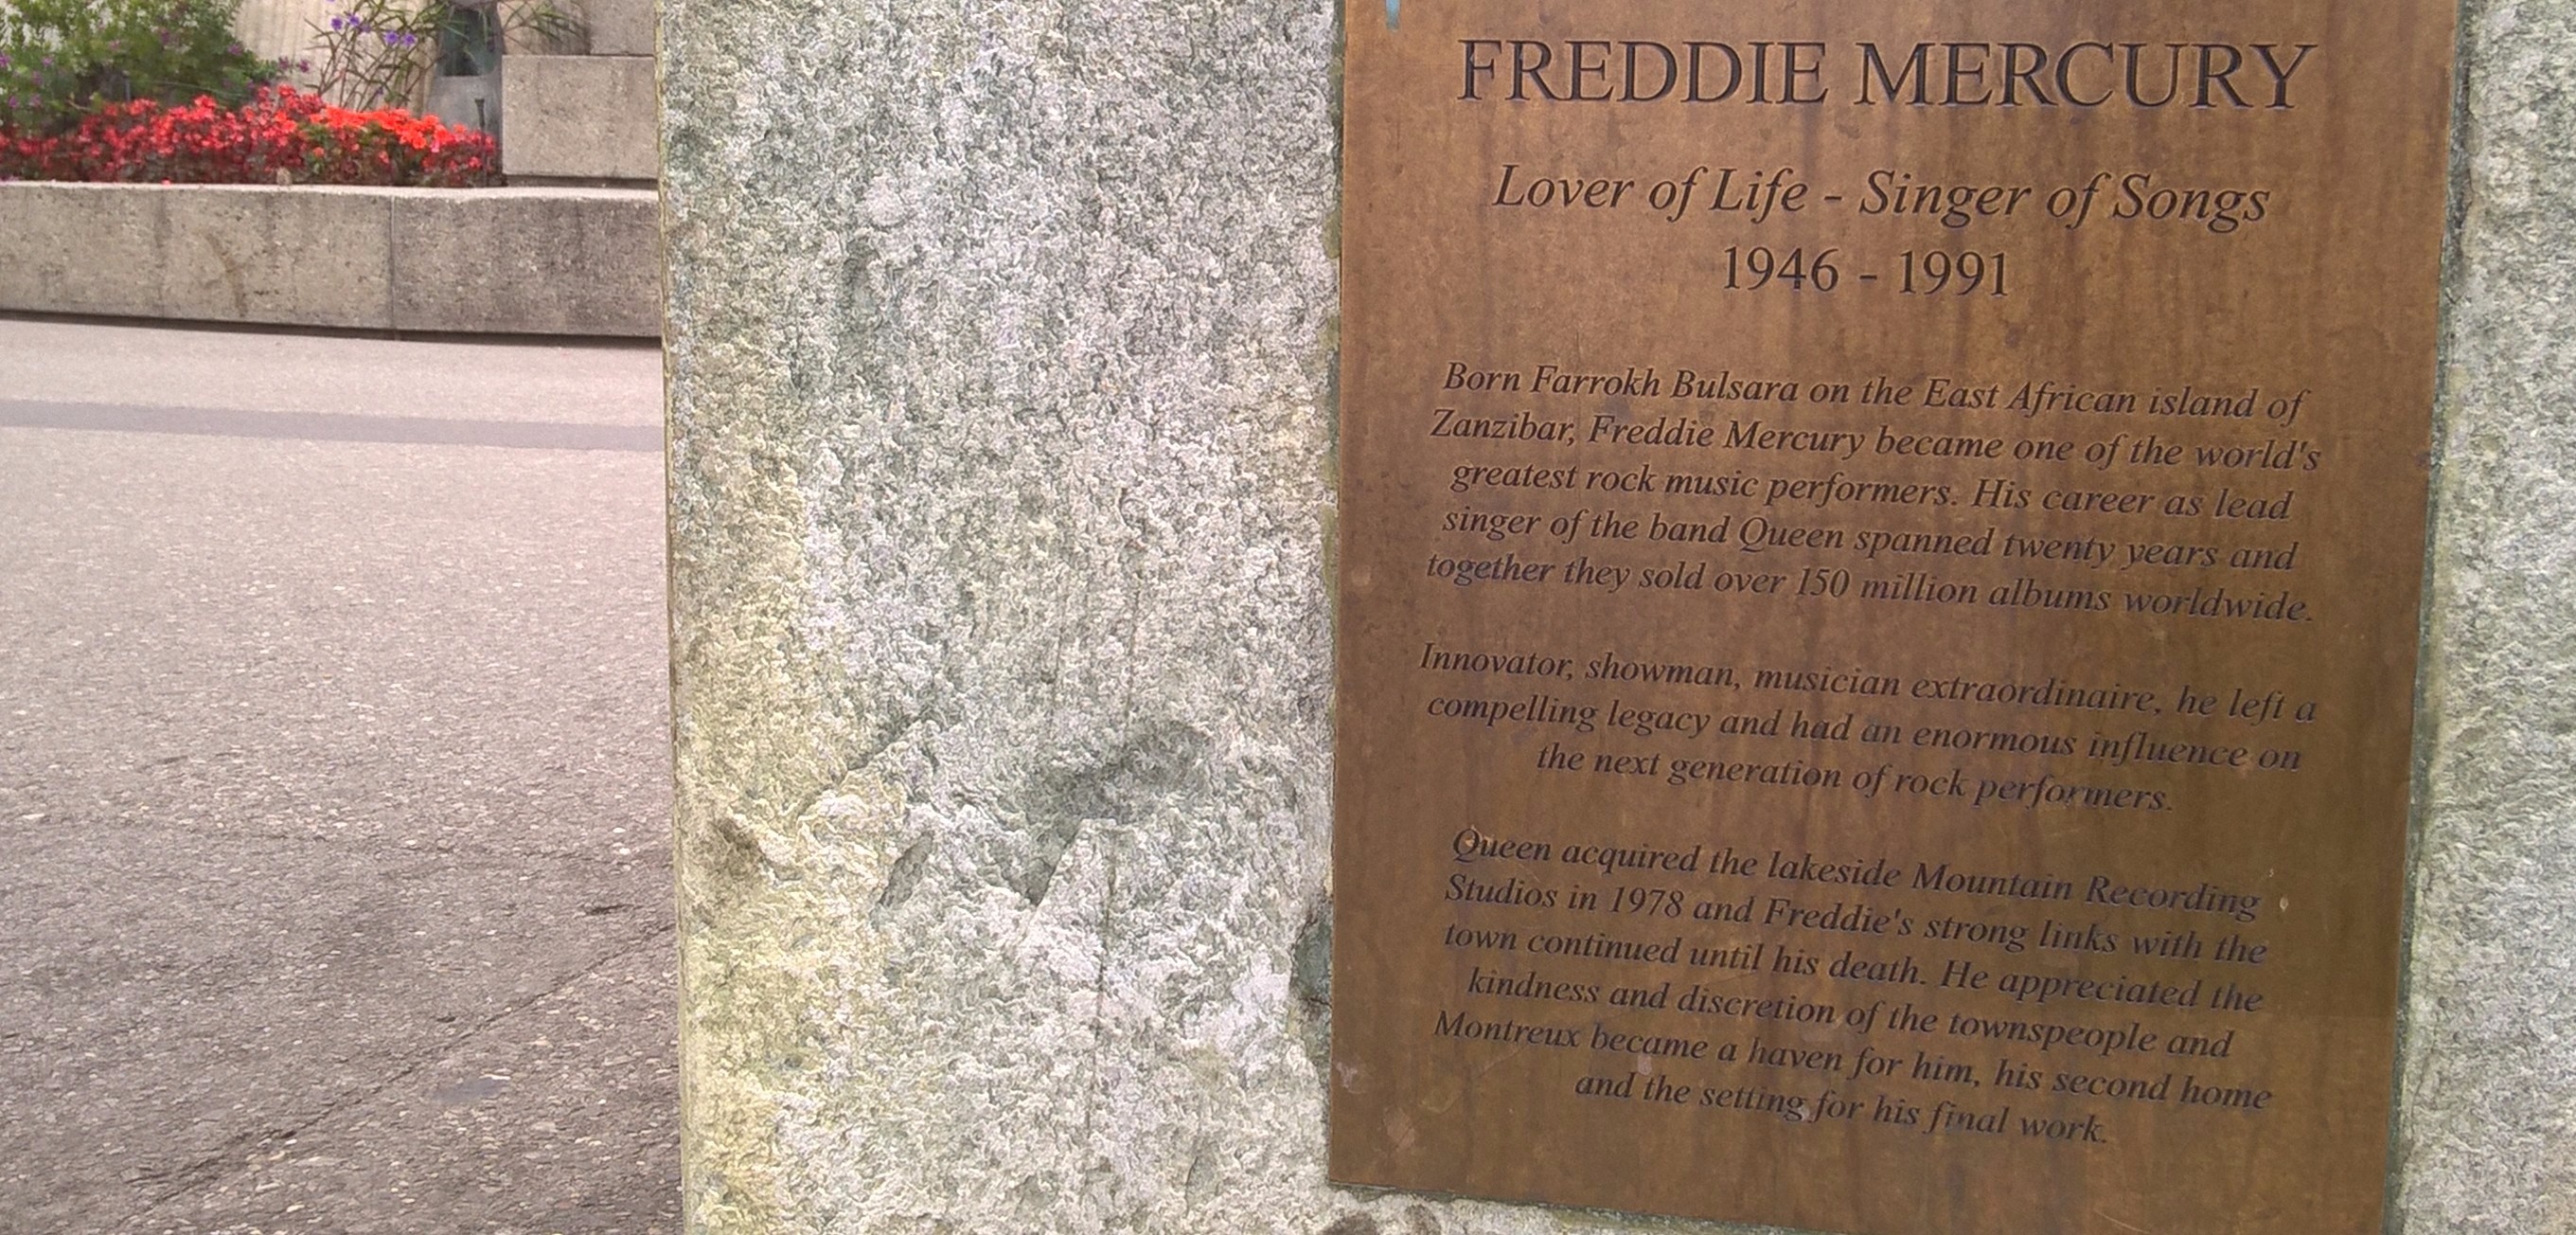 FREDDIE MERCURY
Lover of Life - Singer of Songs
1946 - 1991
Born Farrokh Bulsara on the East African island of
Zanzibar, Freddie Mercury became one of the world's
greatest rock music performers. His career as lead
singer of the band Queen spanned twenty years and
together they sold over 150 million albums worldwide.
Innovator, showman, musician extraordinaire, he left a
compelling legacy and had an enormous influence on
the next generation of rock performers.
Queen acquired the lakeside Mountain Recording
Studios in 1978 and Freddie's strong links with the
town continued until his death. He appreciated the
kindness and discretion of the townspeople and
Montreux became a haven for him, his second home
and the setting for his final work.